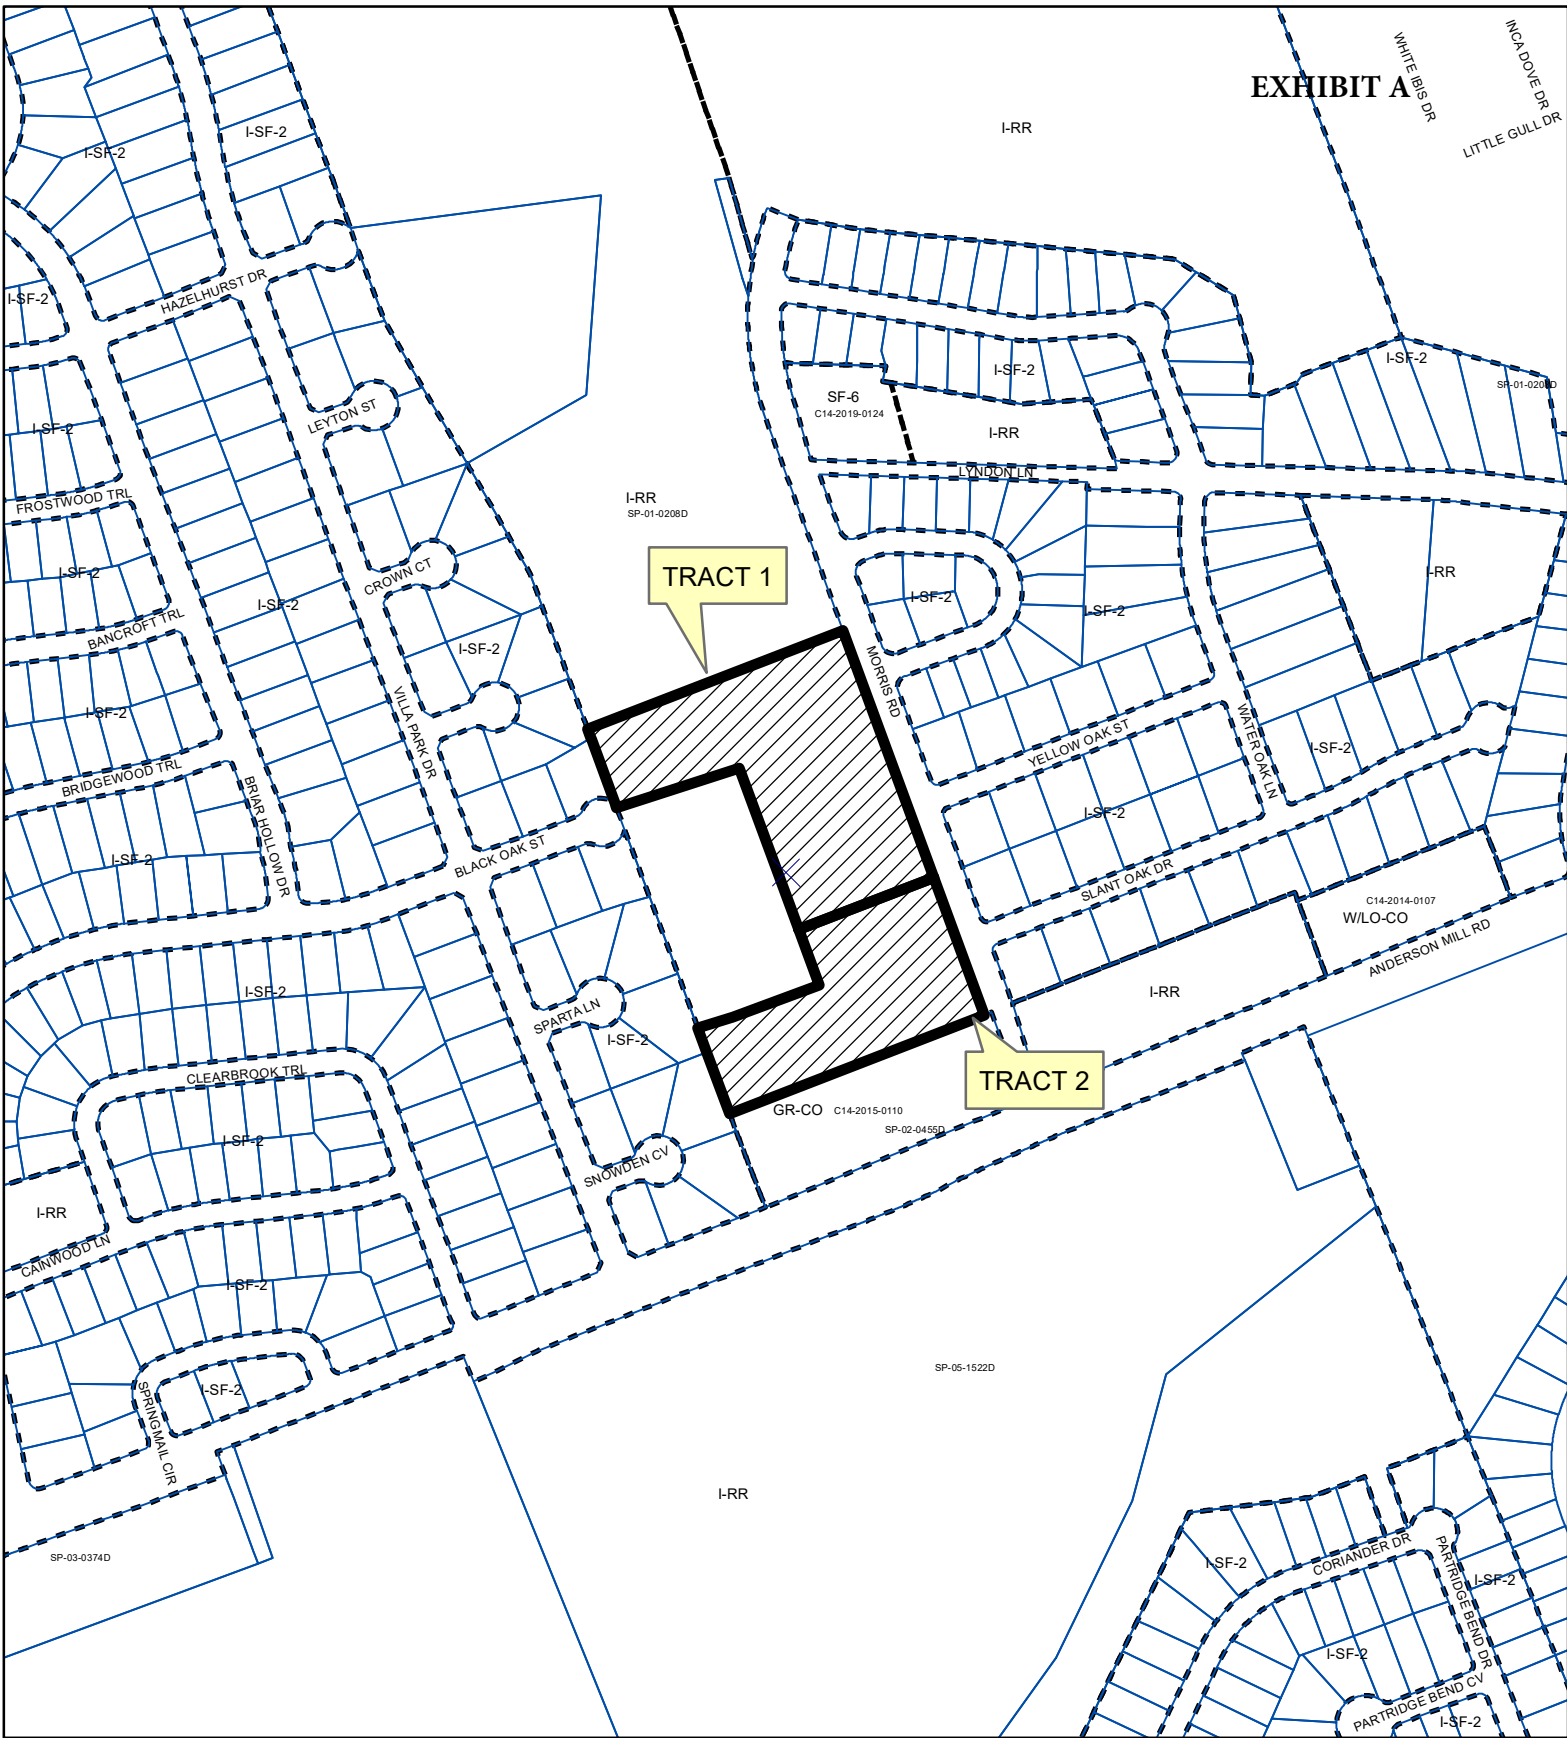 EXHIBIT A
WHITE IBIS DR
INCA DOVE DR
LITTLE GULL DR
I-RR
I-SF-2
I-SF-2
HAZELHURST DR
I-SF-2
I-SF-2
I-SF-2
SP-01-0208D
SF-6
C14-2019-0124
I-RR
LEYTON ST
I-SF-2
LYNDON LN
FROSTWOOD TRL
I-RR
SP-01-0208D
I-SF-2
CROWN CT
I-RR
TRACT 1
I-SF-2
I-SF-2
I-SF-2
BANCROFT TRL
I-SF-2
MORRIS RD
I-SF-2
VILLA PARK DR
YELLOW OAK ST
WATER OAK LN
I-SF-2
BRIDGEWOOD TRL
BRIAR HOLLOW DR
I-SF-2
I-SF-2
BLACK OAK ST
SLANT OAK DR
C14-2014-0107
W/LO-CO
ANDERSON MILL RD
I-SF-2
I-RR
SPARTA LN
I-SF-2
CLEARBROOK TRL
TRACT 2
GR-CO
C14-2015-0110
SP-02-0455D
I-SF-2
SNOWDEN CV
I-RR
CAINWOOD LN
I-SF-2
SP-05-1522D
I-SF-2
SPRINGMAIL CIR
I-RR
SP-03-0374D
CORIANDER DR
I-SF-2
PARTRIDGE BEND DR
I-SF-2
I-SF-2
PARTRIDGE BEND CV
I-SF-2